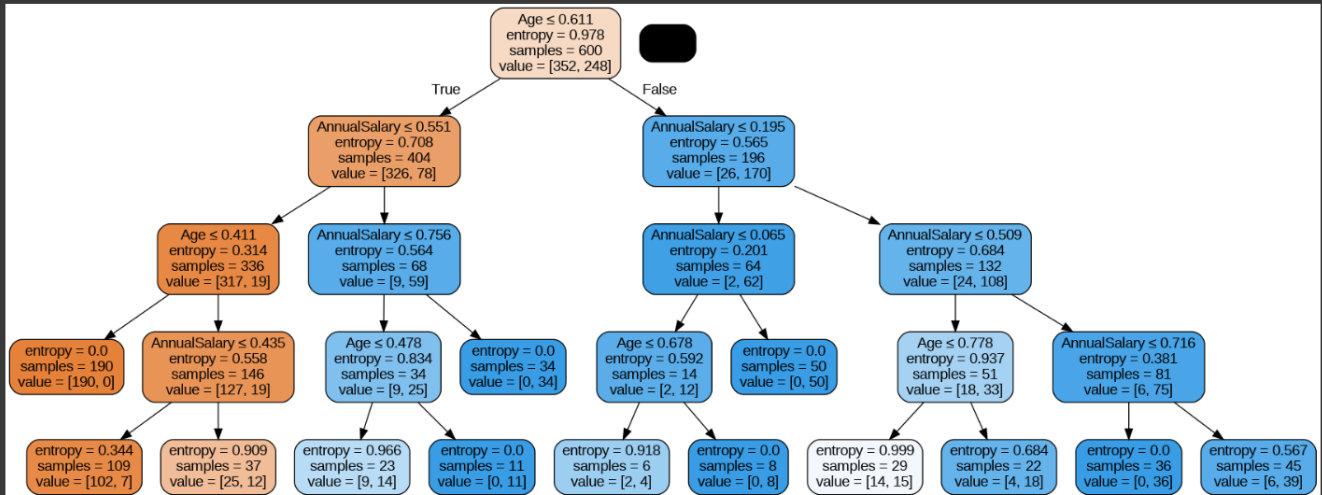 Age ≤ 0.611
entropy = 0.978
samples = 600
value = [352, 248]
True
False
AnnualSalary ≤ 0.551
entropy = 0.708
samples = 404
value = [326, 78]
AnnualSalary ≤ 0.195
entropy = 0.565
samples = 196
value = [26, 170]
Age ≤ 0.411
entropy = 0.314
samples = 336
value = [317, 19]
AnnualSalary ≤ 0.756
entropy = 0.564
samples = 68
value = [9, 59]
AnnualSalary ≤ 0.065
entropy = 0.201
samples = 64
value = [2, 62]
AnnualSalary ≤ 0.509
entropy = 0.684
samples = 132
value = [24, 108]
entropy = 0.0
samples = 190
value = [190, 0]
AnnualSalary ≤ 0.435
entropy = 0.558
samples = 146
value = [127, 19]
Age ≤ 0.478
entropy = 0.834
samples = 34
value = [9, 25]
entropy = 0.0
samples = 34
value = [0, 34]
Age ≤ 0.678
entropy = 0.592
samples = 14
value = [2, 12]
entropy = 0.0
samples = 50
value = [0, 50]
Age ≤ 0.778
entropy = 0.937
samples = 51
value = [18, 33]
AnnualSalary ≤ 0.716
entropy = 0.381
samples = 81
value = [6, 75]
entropy = 0.344
samples = 109
value = [102, 7]
entropy = 0.909
samples = 37
value = [25, 12]
entropy = 0.966
samples = 23
value = [9, 14]
entropy = 0.0
samples = 11
value = [0, 11]
entropy = 0.918
samples = 6
value = [2, 4]
entropy = 0.0
samples = 8
value = [0, 8]
entropy = 0.999
samples = 29
value = [14, 15]
entropy = 0.684
samples = 22
value = [4, 18]
entropy = 0.0
samples = 36
value = [0, 36]
entropy = 0.567
samples = 45
value = [6, 39]